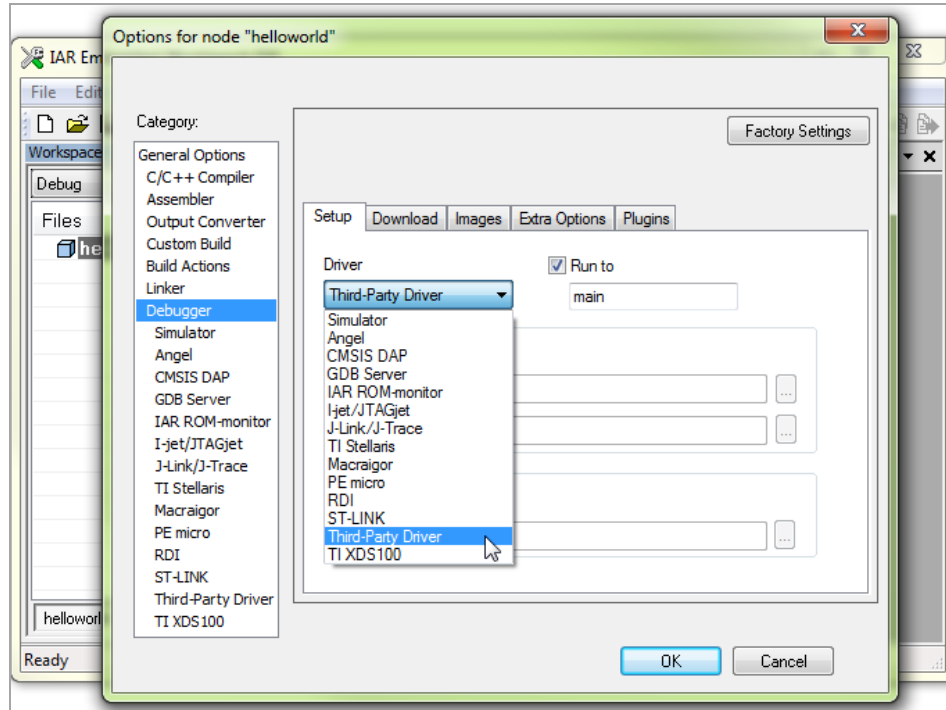 Options for node "helloworld"
IAR Em
File Edit
Workspace
Debug
Files
he
helloworl
Ready
Category:
General Options
C/C++ Compiler
Assembler
Output Converter
Custom Build
Build Actions
Linker
Debugger
Simulator
Angel
CMSIS DAP
GDB Server
IAR ROM-monitor
I-jet/JTAGjet
J-Link/J-Trace
TI Stellaris
Macraigor
PE micro
RDI
ST-LINK
Third-Party Driver
TI XDS100
Factory Settings
Setup Download Images Extra Options Plugins
Driver
Run to
Third-Party Driver
main
Simulator
Angel
CMSIS DAP
GDB Server
IAR ROM-monitor
I-jet/JTAGjet
J-Link/J-Trace
TI Stellaris
Macraigor
PE micro
RDI
ST-LINK
Third-Party Driver
TI XDS100
...
...
...
OK Cancel